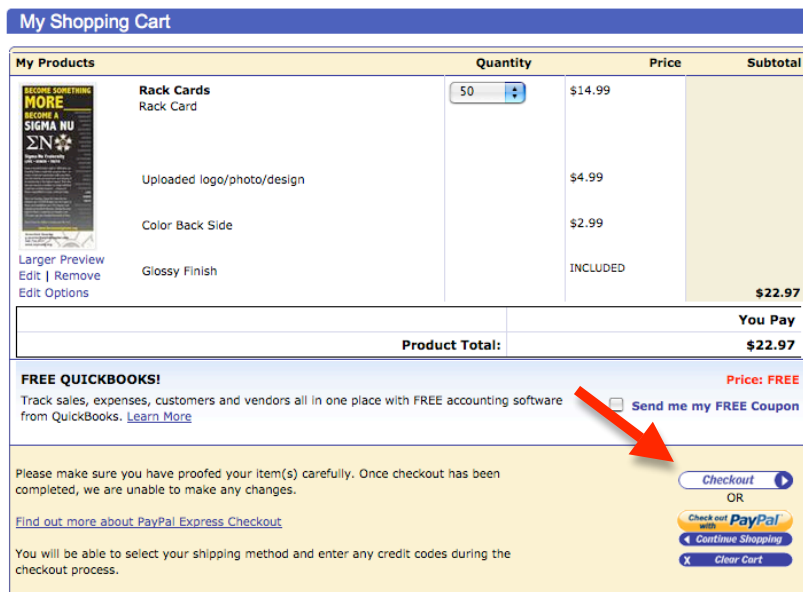 My Shopping Cart
My Products Quantity Price Subtotal
BECOME SOMETHING
MORE
BECOME A
SIGMA NU
ΣΝ
Sigma Nu Fraternity
Rack Cards 50 $14.99
Rack Card
Uploaded logo/photo/design $4.99
Color Back Side $2.99
Larger Preview
Edit | Remove
Edit Options
Glossy Finish INCLUDED
$22.97
You Pay
Product Total: $22.97
FREE QUICKBOOKS! Price: FREE
Track sales, expenses, customers and vendors all in one place with FREE accounting software
from QuickBooks. Learn More
Send me my FREE Coupon
Please make sure you have proofed your item(s) carefully. Once checkout has been
completed, we are unable to make any changes.
Find out more about PayPal Express Checkout
You will be able to select your shipping method and enter any credit codes during the
checkout process.
Checkout
OR
Check out with PayPal
Continue Shopping
X Clear Cart